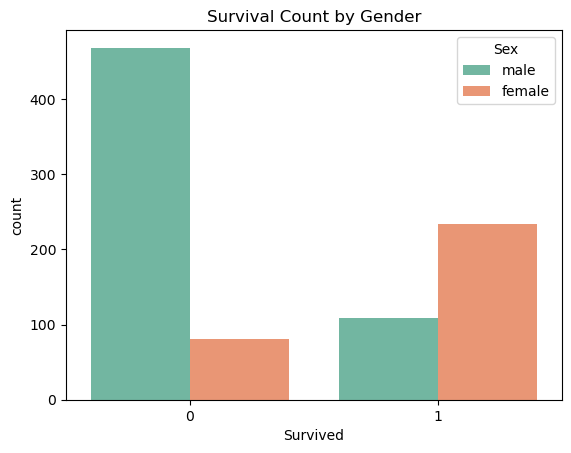 Survival Count by Gender
Sex
male
female
400
300
200
100
0
count
0
1
Survived